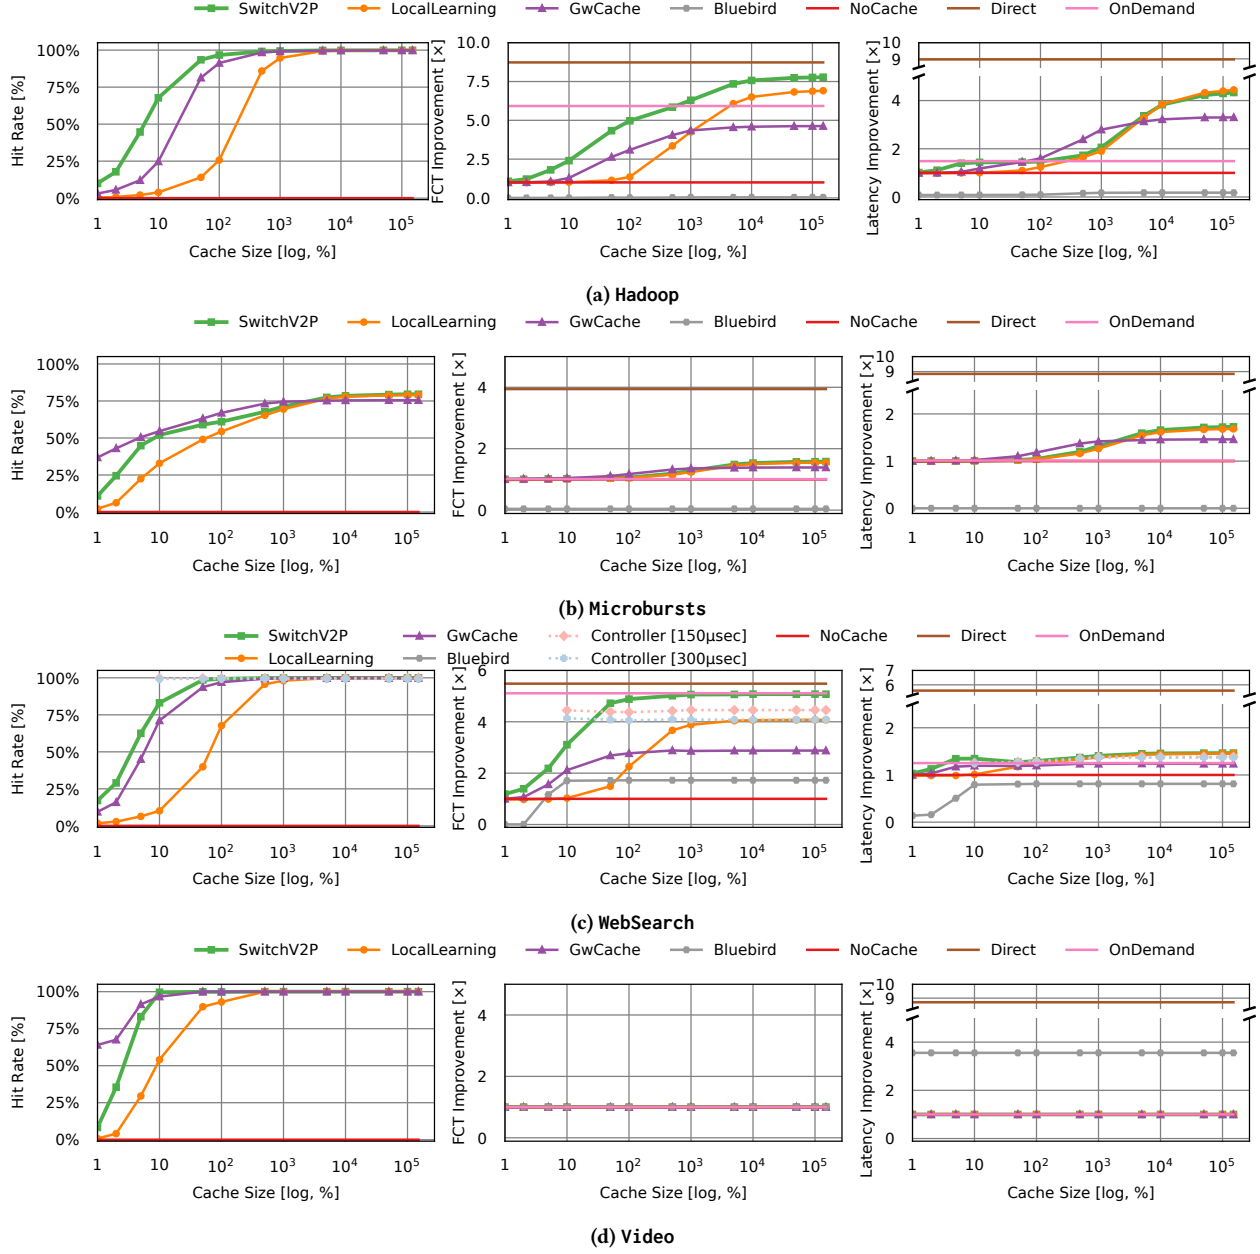 SwitchV2P LocalLearning GwCache Bluebird NoCache Direct OnDemand
Hit Rate [%]
100%
75%
50%
25%
0%
1 10 10² 10³ 10⁴ 10⁵
Cache Size [log, %]
FCT Improvement [×]
10.0
7.5
5.0
2.5
0.0
1 10 10² 10³ 10⁴ 10⁵
Cache Size [log, %]
Latency Improvement [×]
10
9
4
2
0
1 10 10² 10³ 10⁴ 10⁵
Cache Size [log, %]
(a) Hadoop
SwitchV2P LocalLearning GwCache Bluebird NoCache Direct OnDemand
Hit Rate [%]
100%
75%
50%
25%
0%
1 10 10² 10³ 10⁴ 10⁵
Cache Size [log, %]
FCT Improvement [×]
4
2
0
1 10 10² 10³ 10⁴ 10⁵
Cache Size [log, %]
Latency Improvement [×]
10
9
2
1
0
1 10 10² 10³ 10⁴ 10⁵
Cache Size [log, %]
(b) Microbursts
SwitchV2P GwCache Controller [150μsec] NoCache Direct OnDemand
LocalLearning Bluebird Controller [300μsec]
Hit Rate [%]
100%
75%
50%
25%
0%
1 10 10² 10³ 10⁴ 10⁵
Cache Size [log, %]
FCT Improvement [×]
6
4
2
0
1 10 10² 10³ 10⁴ 10⁵
Cache Size [log, %]
Latency Improvement [×]
7
6
2
1
0
1 10 10² 10³ 10⁴ 10⁵
Cache Size [log, %]
(c) WebSearch
SwitchV2P LocalLearning GwCache Bluebird NoCache Direct OnDemand
Hit Rate [%]
100%
75%
50%
25%
0%
1 10 10² 10³ 10⁴ 10⁵
Cache Size [log, %]
FCT Improvement [×]
4
2
0
1 10 10² 10³ 10⁴ 10⁵
Cache Size [log, %]
Latency Improvement [×]
10
9
4
2
0
1 10 10² 10³ 10⁴ 10⁵
Cache Size [log, %]
(d) Video